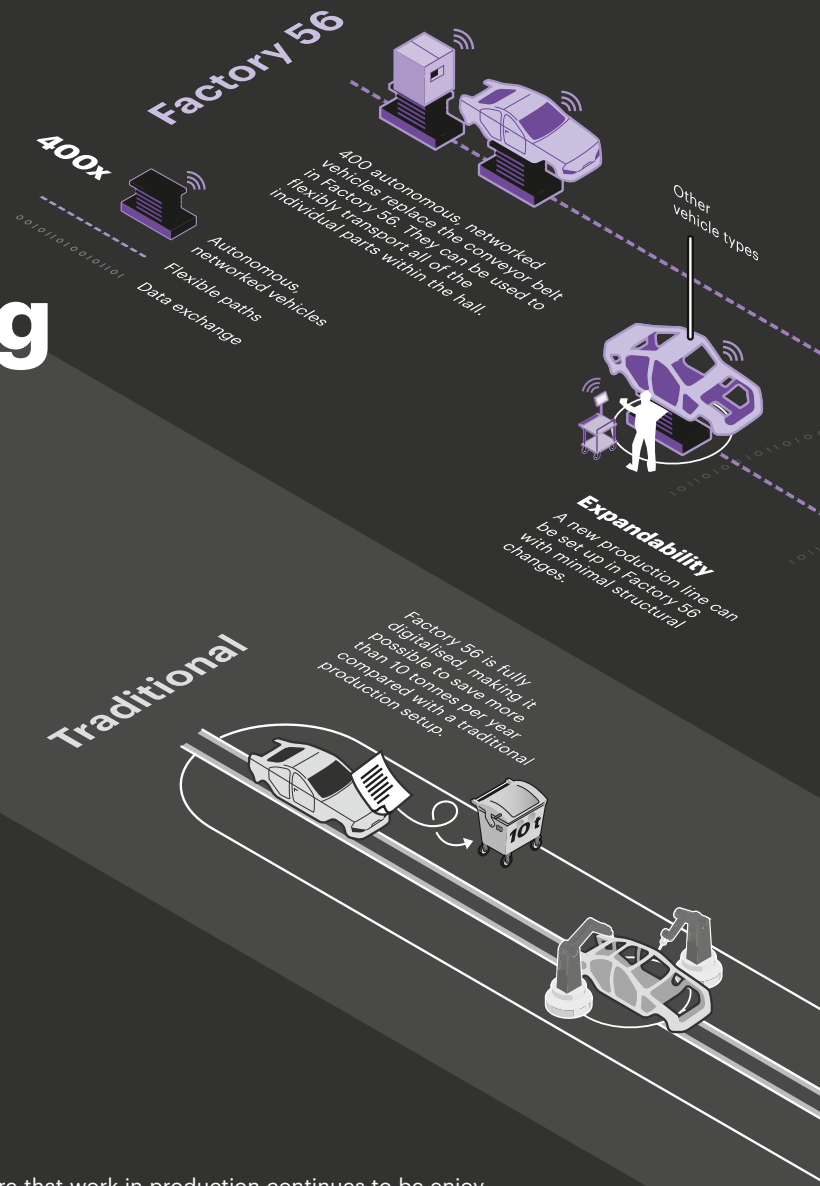 Factory 56
400x
Autonomous,
networked vehicles
Flexible paths
0010110100101101
Data exchange
400 autonomous, networked
vehicles replace the conveyor belt
in Factory 56. They can be used to
flexibly transport all of the
individual parts within the hall.
Other
vehicle types
g
Expandability
A new production line can
be set up in Factory 56
with minimal structural
changes.
Traditional
Factory 56 is fully
digitalised, making it
possible to save more
than 10 tonnes per year
compared with a traditional
production setup.
10 t
that work in production continues to be enjoy